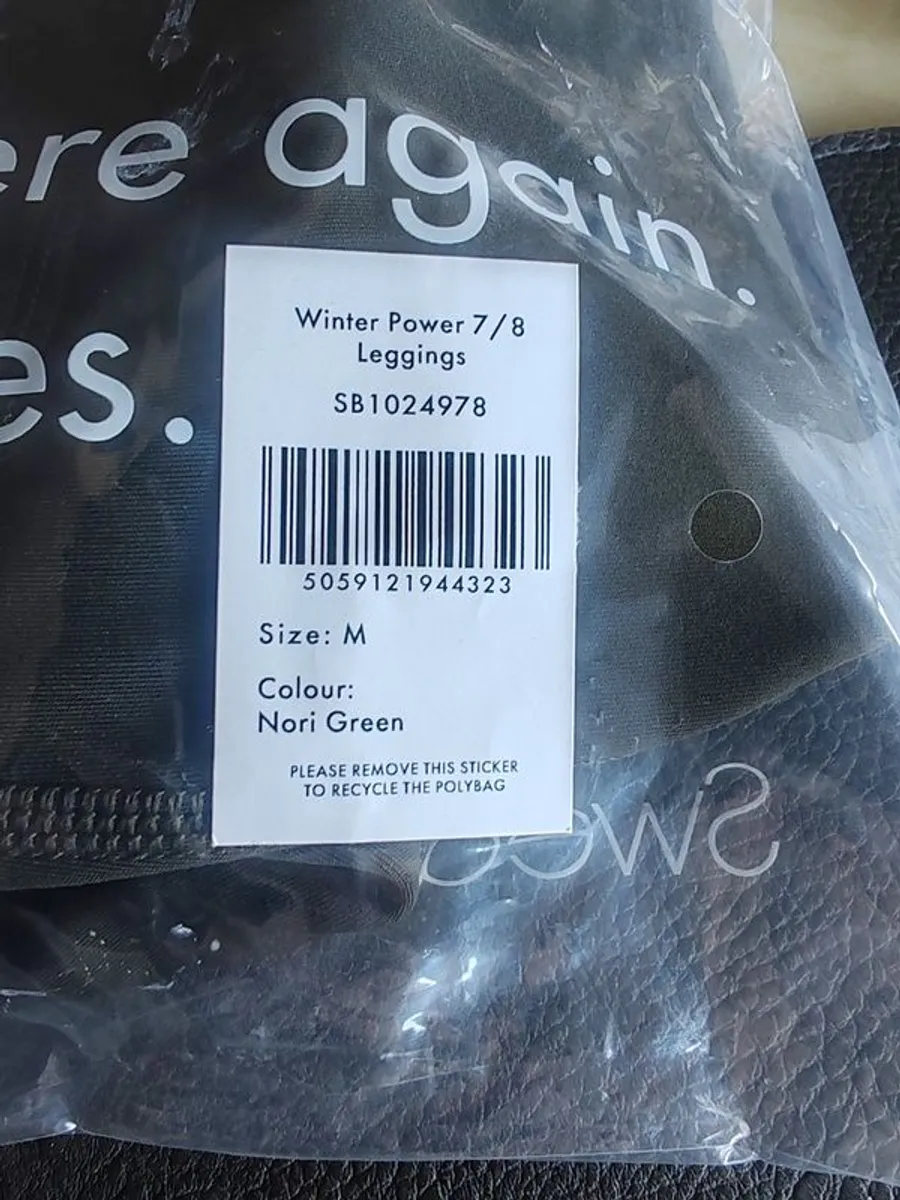 ere again.
es.
Winter Power 7/8
Leggings
SB1024978
5059121944323
Size: M
Colour:
Nori Green
PLEASE REMOVE THIS STICKER
TO RECYCLE THE POLYBAG
Swea